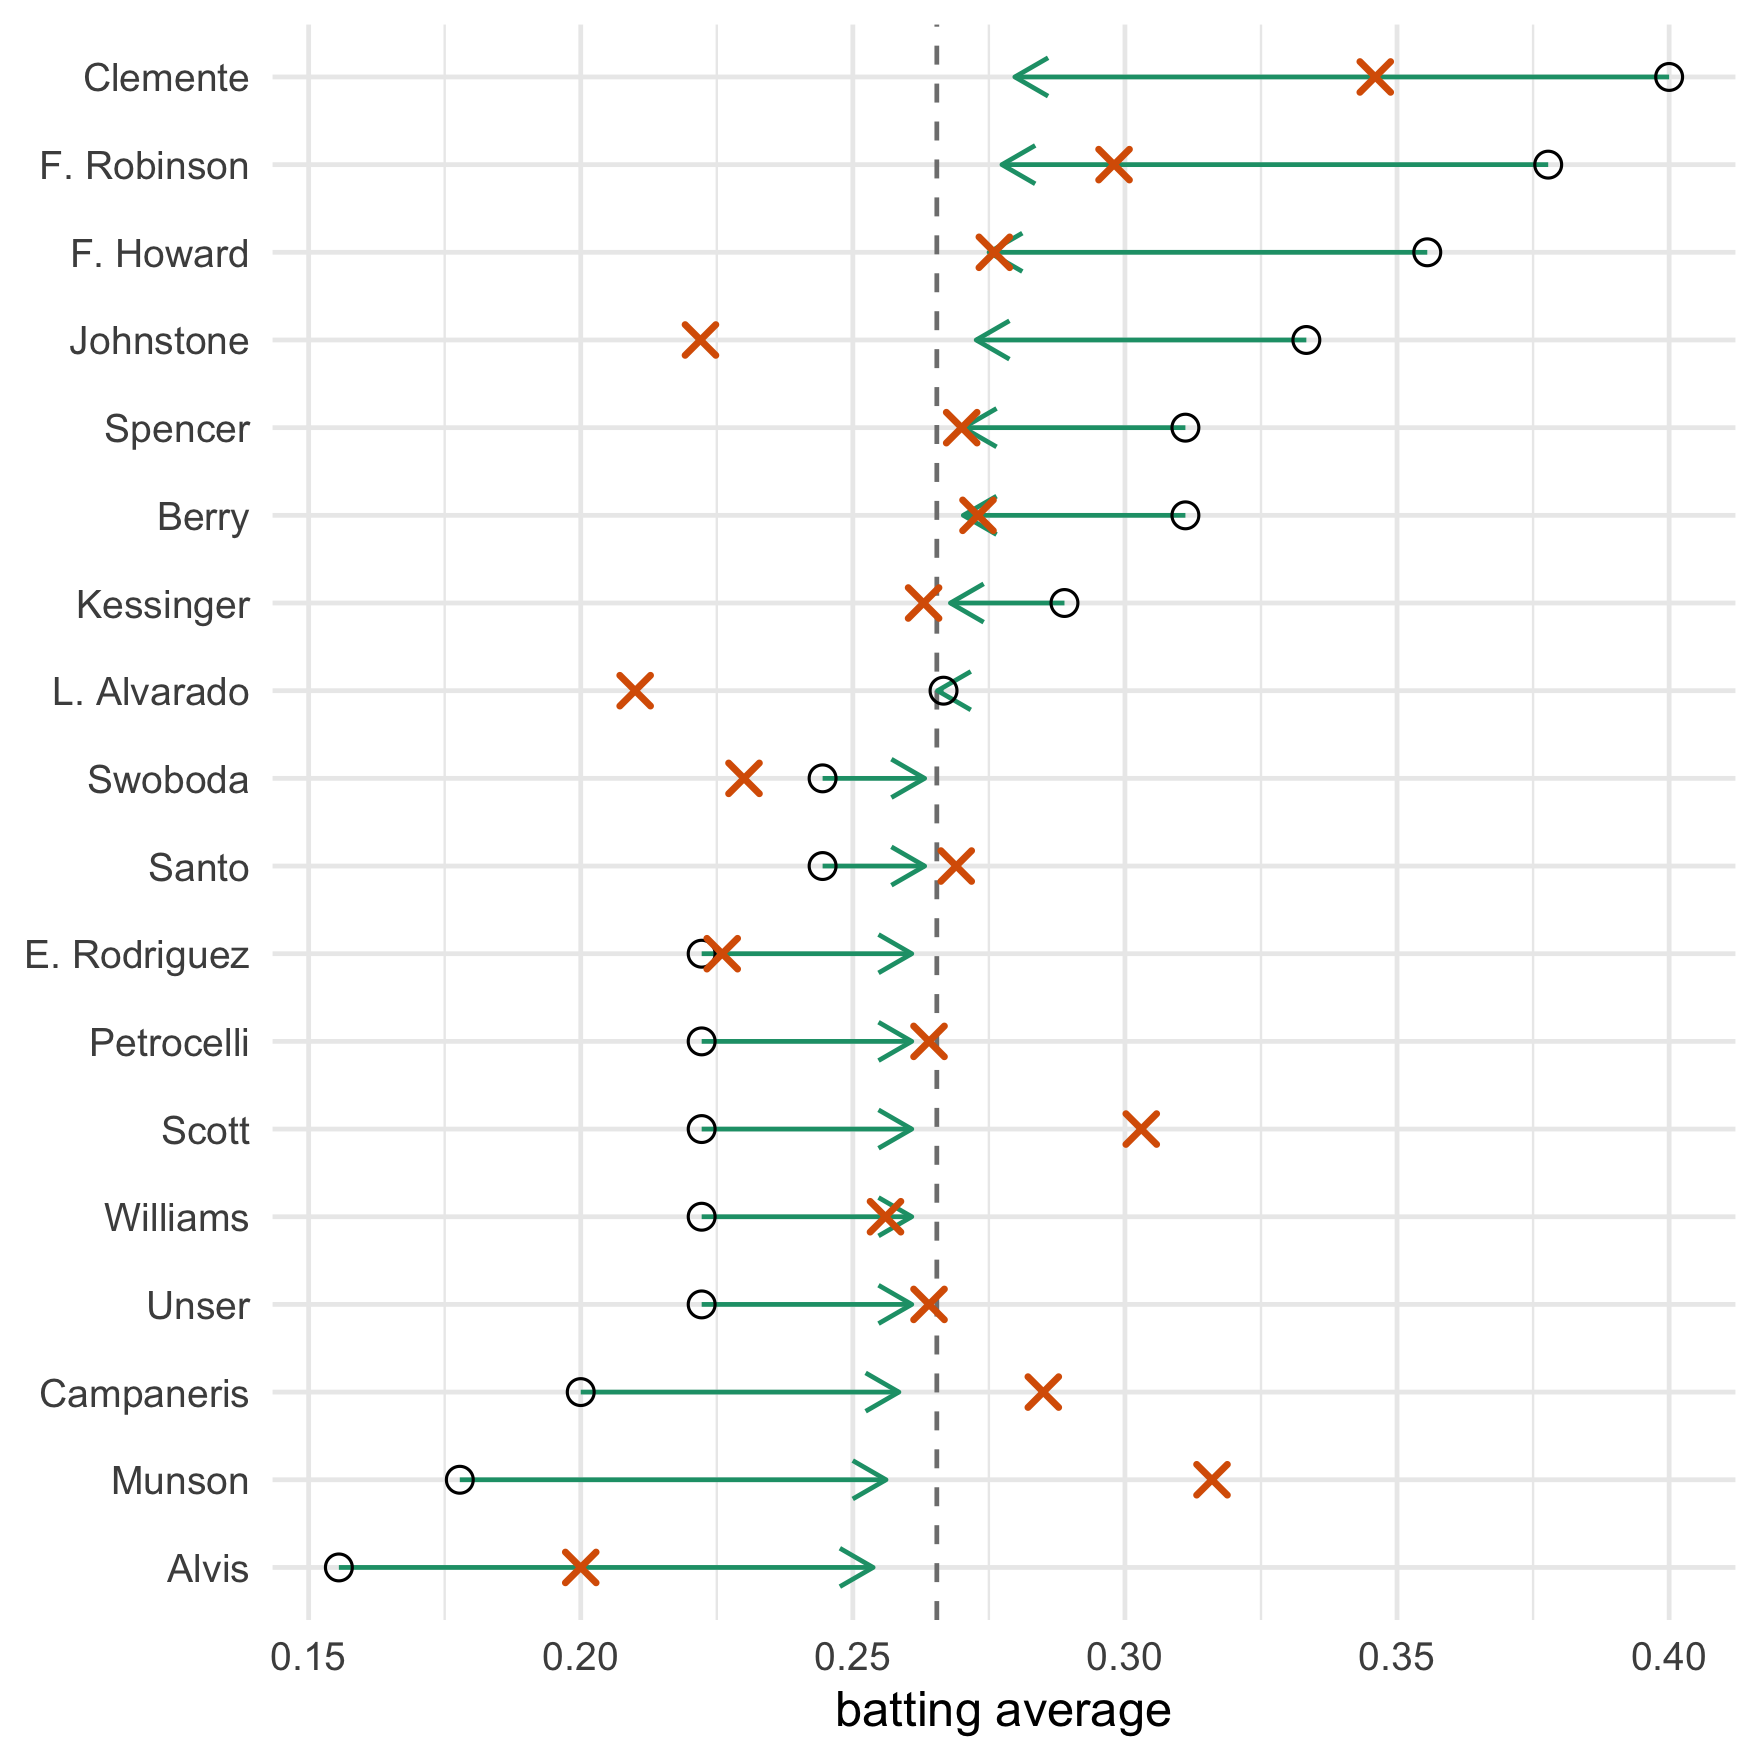 Clemente
F. Robinson
F. Howard
Johnstone
Spencer
Berry
Kessinger
L. Alvarado
Swoboda
Santo
E. Rodriguez
Petrocelli
Scott
Williams
Unser
Campaneris
Munson
Alvis
0.15 0.20 0.25 0.30 0.35 0.40
batting average